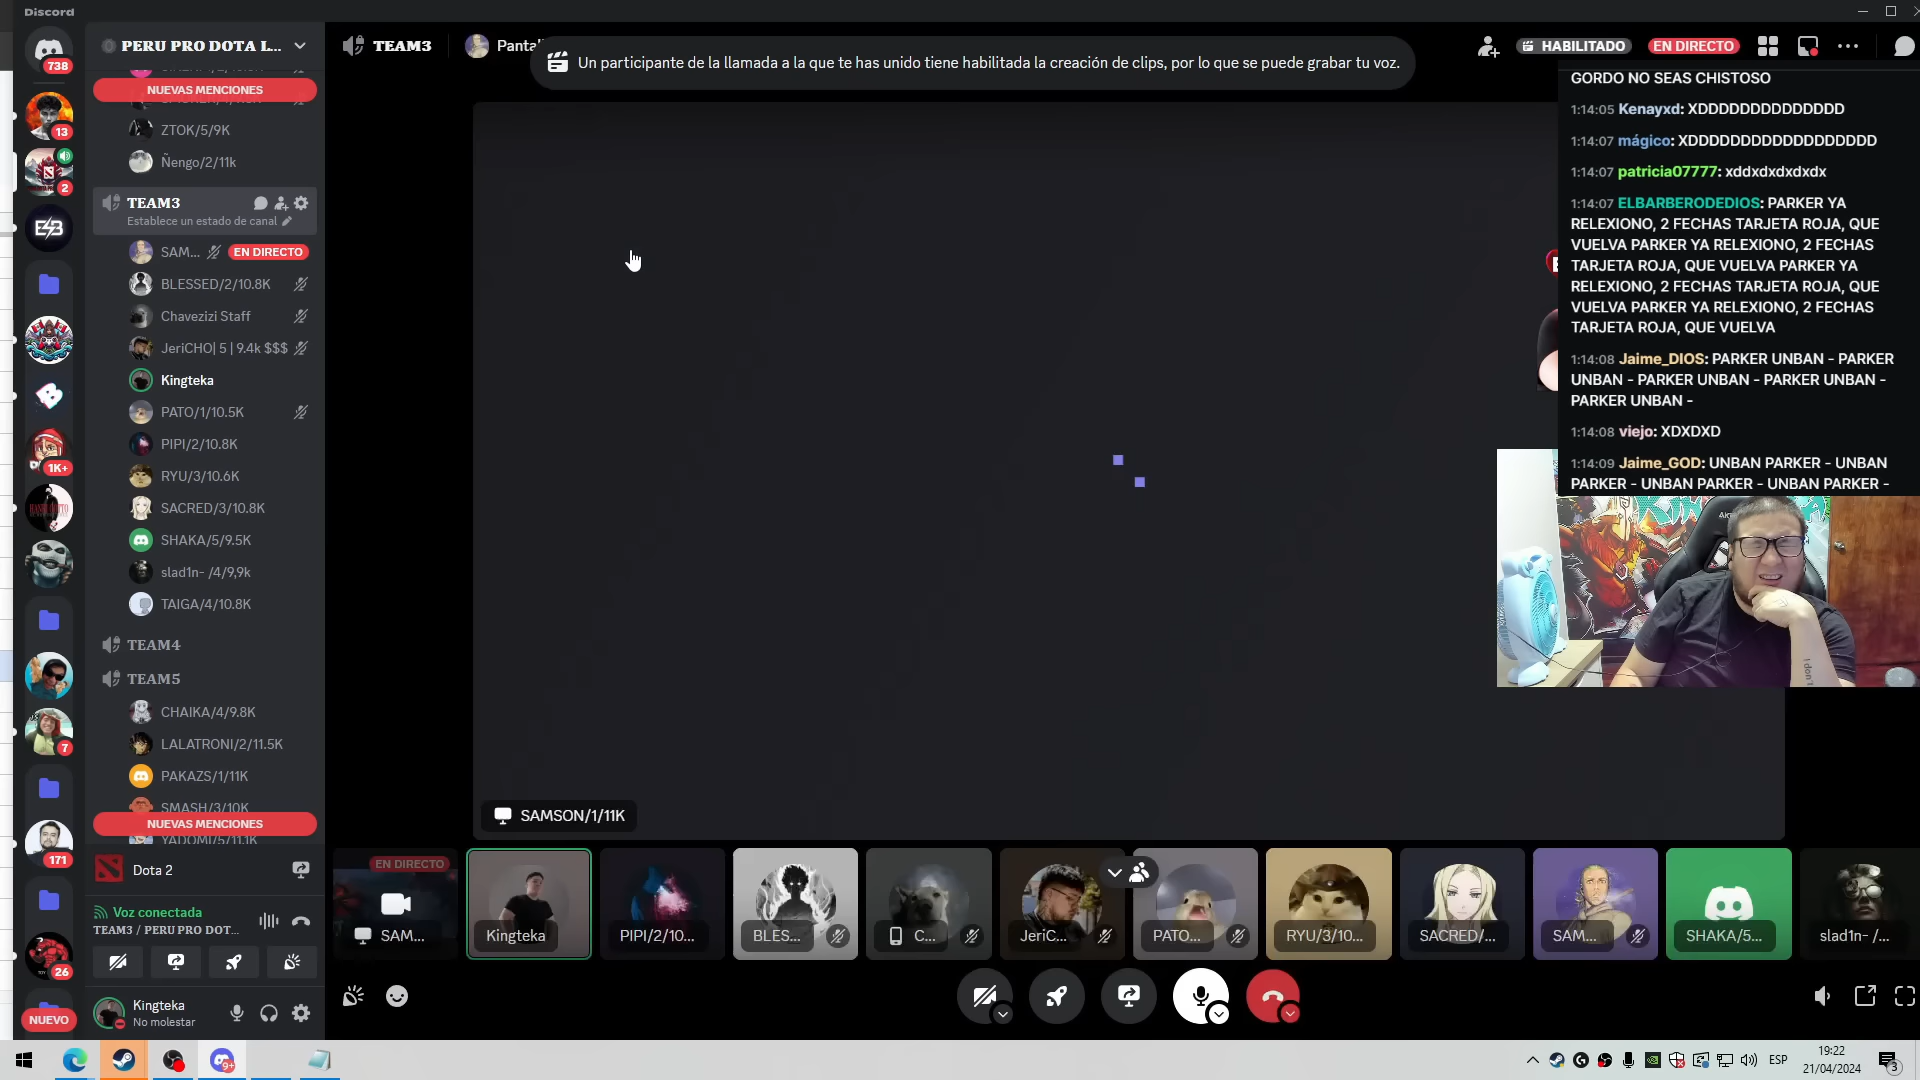 Discord
738
PERU PRO DOTA L...
NUEVAS MENCIONES
ZTOK/5/9K
Ñengo/2/11k
TEAM3
Establece un estado de canal
SAM...
EN DIRECTO
BLESSED/2/10.8K
Chavezizi Staff
JeriCHO| 5 | 9.4k $$$
Kingteka
PATO/1/10.5K
PIPI/2/10.8K
RYU/3/10.6K
SACRED/3/10.8K
SHAKA/5/9.5K
slad1n- /4/9,9k
TAIGA/4/10.8K
TEAM4
TEAM5
CHAIKA/4/9.8K
LALATRONI/2/11.5K
PAKAZS/1/11K
SMASH/3/10K
NUEVAS MENCIONES
YADOMI/5/11.1K
Dota 2
Voz conectada
TEAM3 / PERU PRO DOT...
Kingteka
No molestar
13
2
1K+
7
171
26
NUEVO
TEAM3
Un participante de la llamada a la que te has unido tiene habilitada la creación de clips, por lo que se puede grabar tu voz.
HABILITADO
EN DIRECTO
GORDO NO SEAS CHISTOSO
1:14:05 Kenayxd: XDDDDDDDDDDDDDD
1:14:07 mágico: XDDDDDDDDDDDDDDDDDD
1:14:07 patricia07777: xddxdxdxdxdx
1:14:07 ELBARBERODEDIOS: PARKER YA
RELEXIONO, 2 FECHAS TARJETA ROJA, QUE
VUELVA PARKER YA RELEXIONO, 2 FECHAS
TARJETA ROJA, QUE VUELVA PARKER YA
RELEXIONO, 2 FECHAS TARJETA ROJA, QUE
VUELVA PARKER YA RELEXIONO, 2 FECHAS
TARJETA ROJA, QUE VUELVA
1:14:08 Jaime_DIOS: PARKER UNBAN - PARKER
UNBAN - PARKER UNBAN - PARKER UNBAN -
PARKER UNBAN -
1:14:08 viejo: XDXDXD
1:14:09 Jaime_GOD: UNBAN PARKER - UNBAN
PARKER - UNBAN PARKER - UNBAN PARKER -
SAMSON/1/11K
EN DIRECTO
SAM...
Kingteka
PIPI/2/10...
BLES...
C...
JeriC...
PATO...
RYU/3/10...
SACRED/...
SAM...
SHAKA/5...
slad1n- /...
9+
ESP
19:22
21/04/2024
3